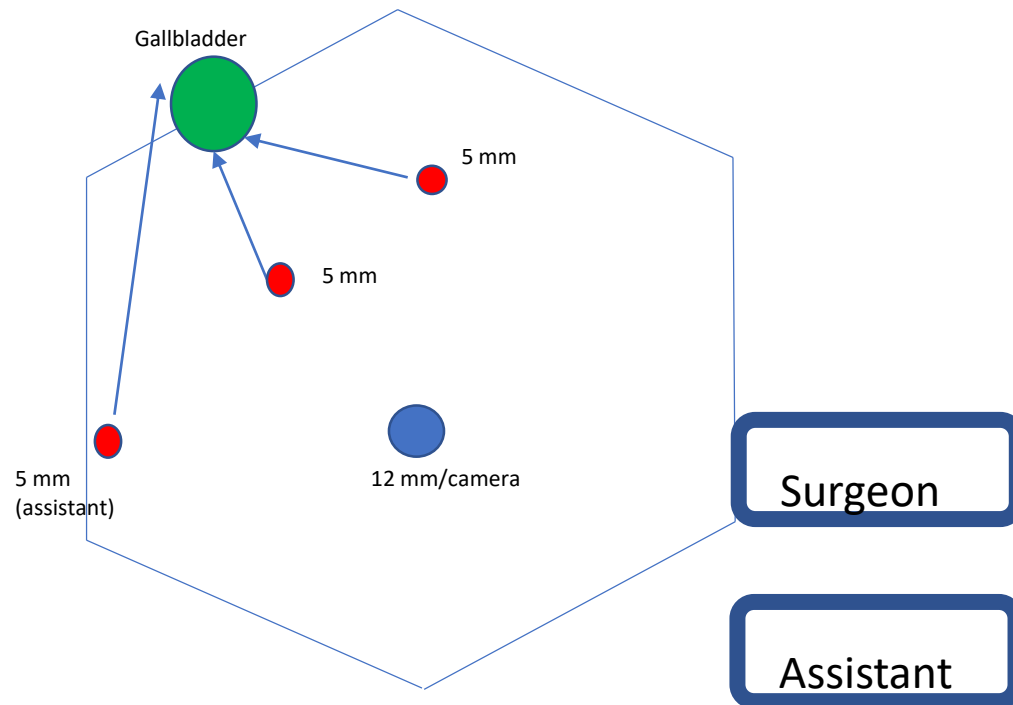 Gallbladder
5 mm
5 mm
5 mm
(assistant)
12 mm/camera
Surgeon
Assistant